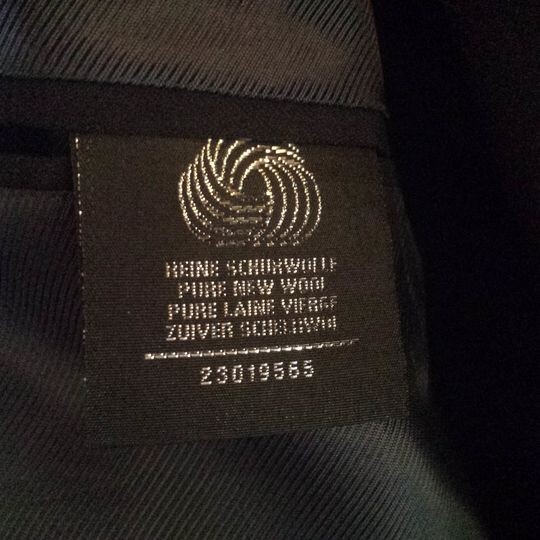 REINE SCHURWOLLE
PURE NEW WOOL
PURE LAINE VIERGE
ZUIVER SCHEERWOL
23019565